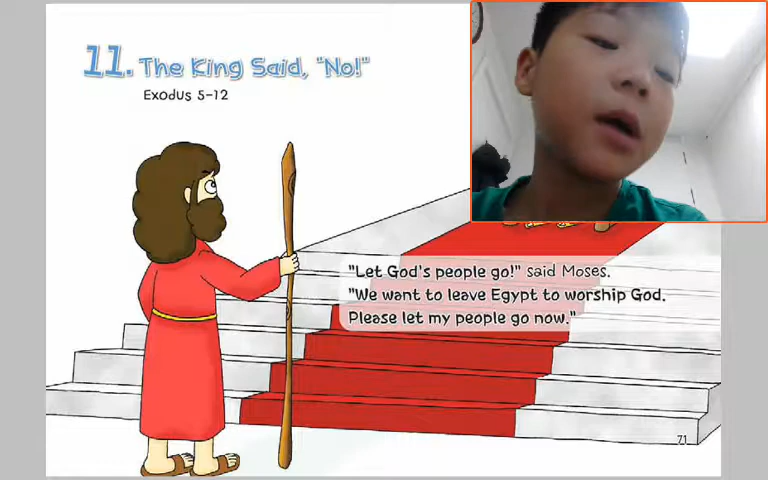 11. The King Said, "No!"
Exodus 5-12
"Let God's people go!" said Moses.
"We want to leave Egypt to worship God.
Please let my people go now."
71